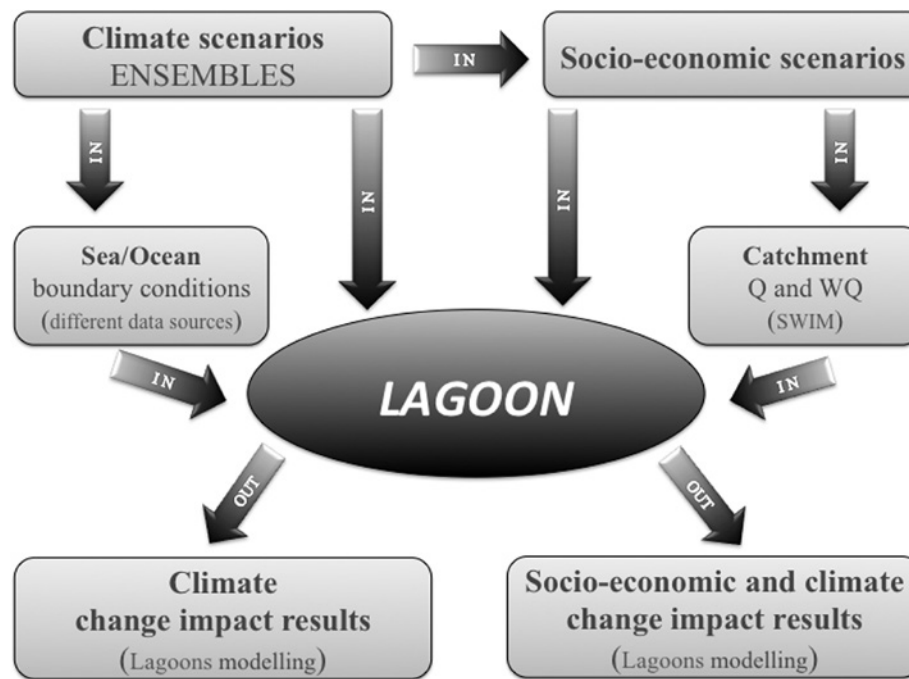 Climate scenarios
ENSEMBLES
IN
Socio-economic scenarios
IN
IN
IN
IN
Sea/Ocean
boundary conditions
(different data sources)
Catchment
Q and WQ
(SWIM)
IN
LAGOON
IN
OUT
OUT
Climate
change impact results
(Lagoons modelling)
Socio-economic and climate
change impact results
(Lagoons modelling)